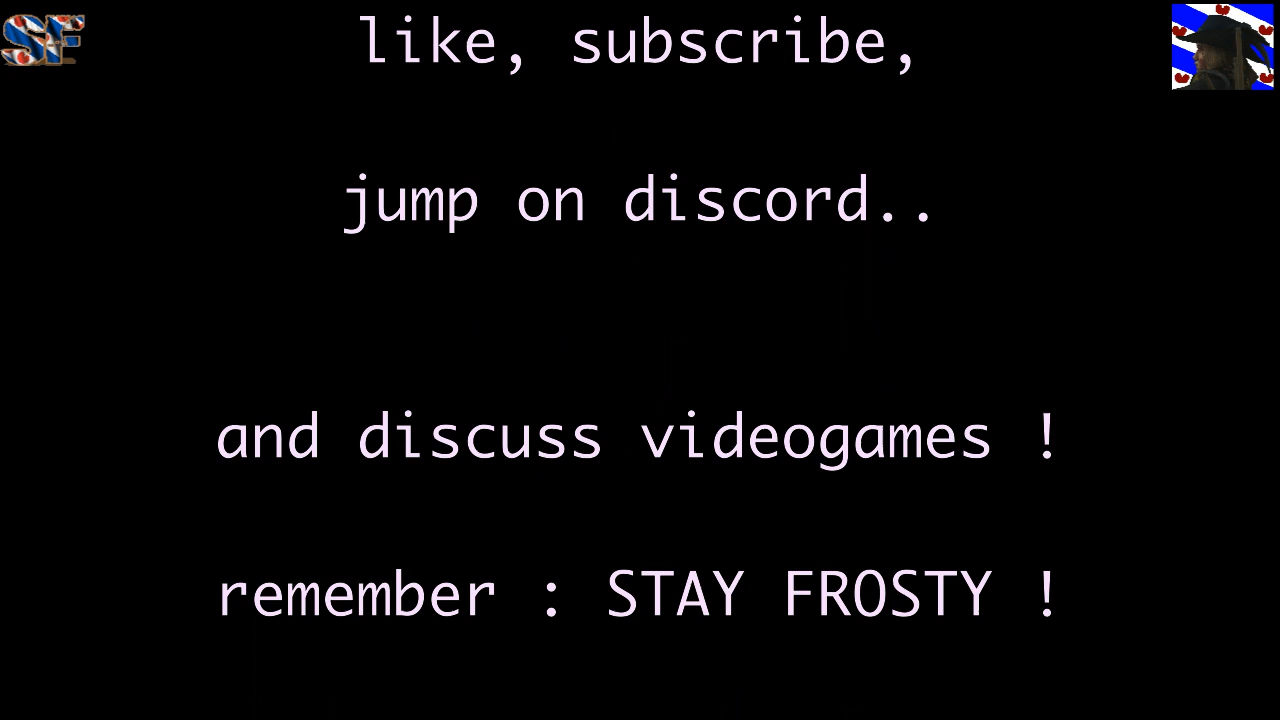 SF
like, subscribe,
jump on discord..
and discuss videogames !
remember : STAY FROSTY !